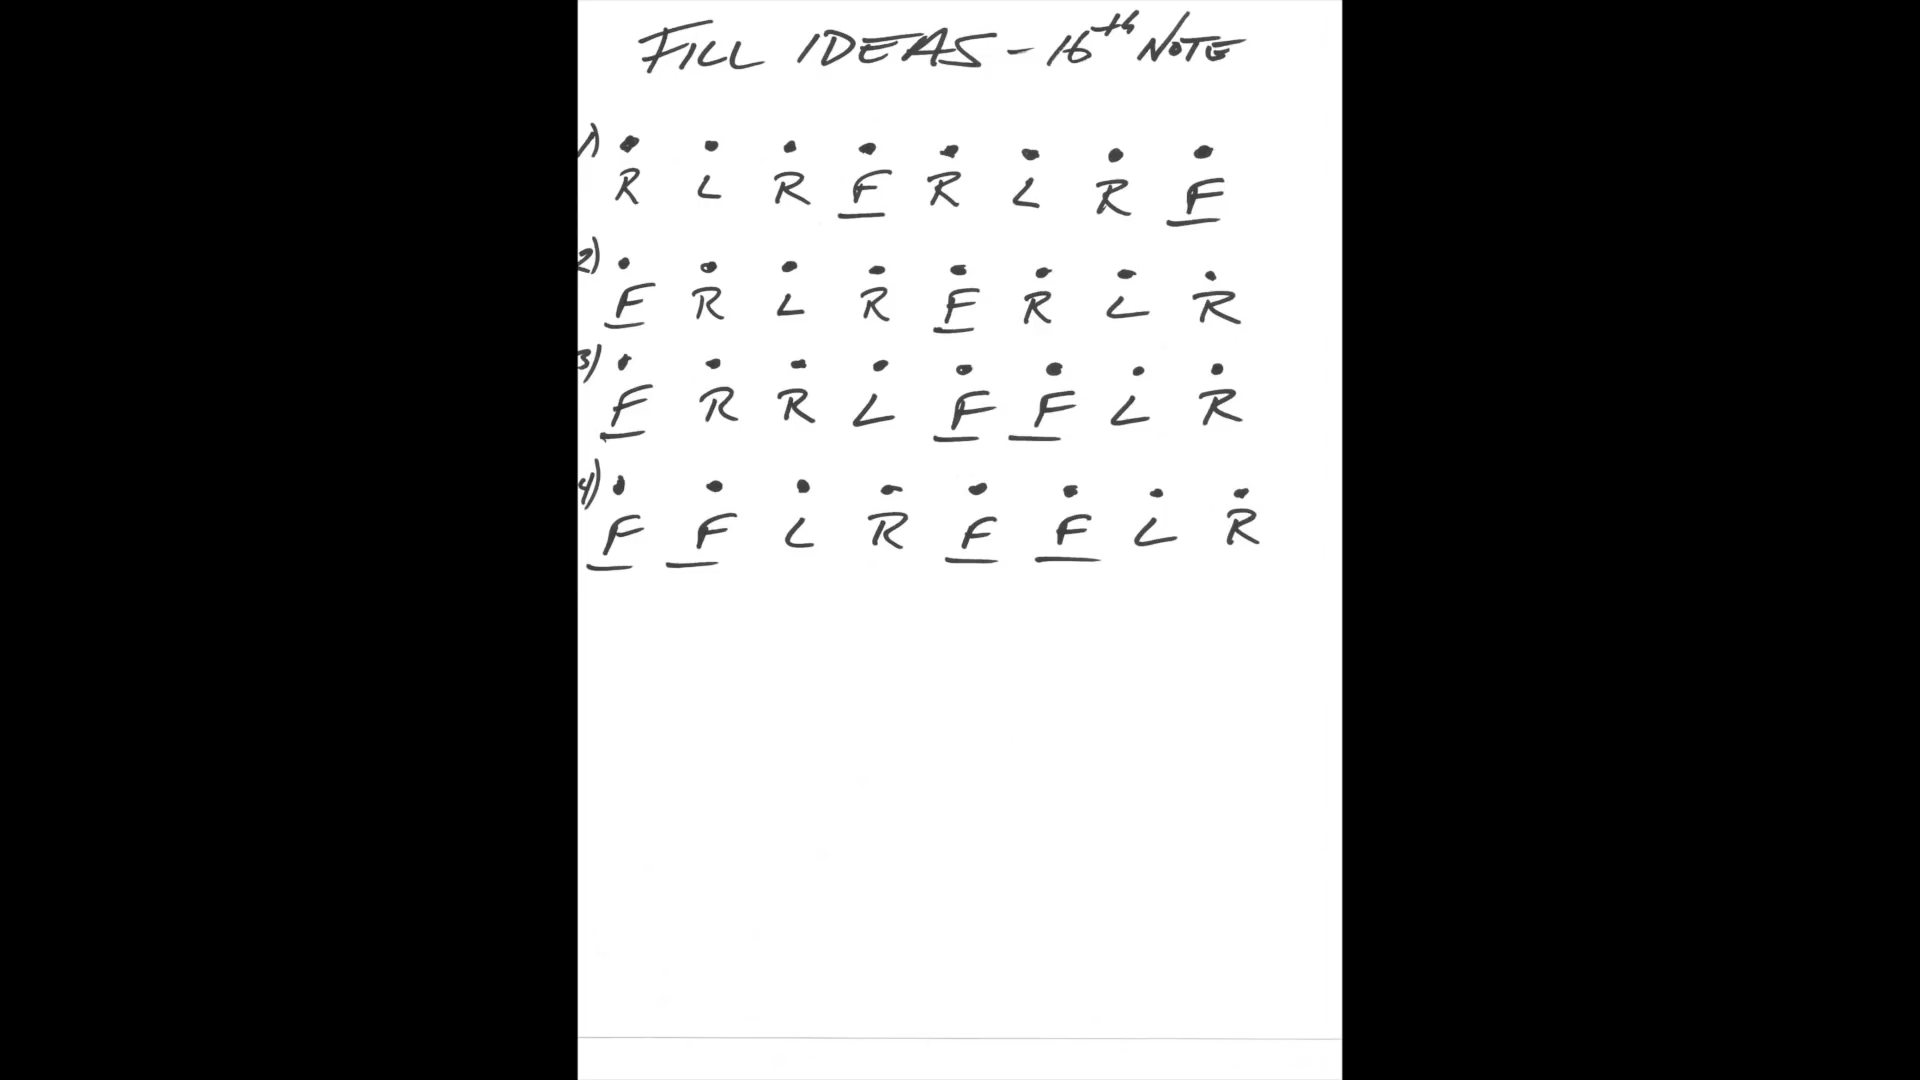 FILL IDEAS - 16th NOTE
1) R L R F R L R F
2) F R L R F R L R
3) F R R L F F L R
4) F F L R F F L R